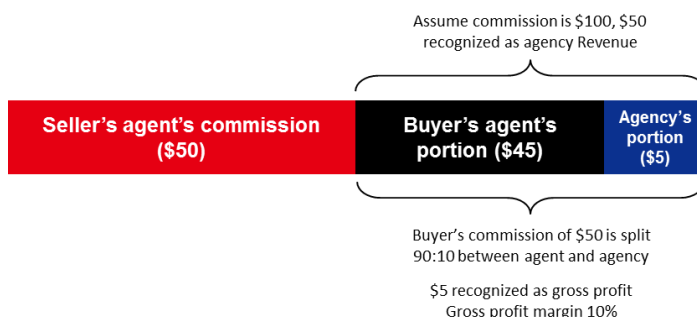 Assume commission is $100, $50
recognized as agency Revenue
Seller's agent's commission
($50)
Buyer's agent's
portion ($45)
Agency's
portion
($5)
Buyer's commission of $50 is split
90:10 between agent and agency
$5 recognized as gross profit
Gross profit margin 10%